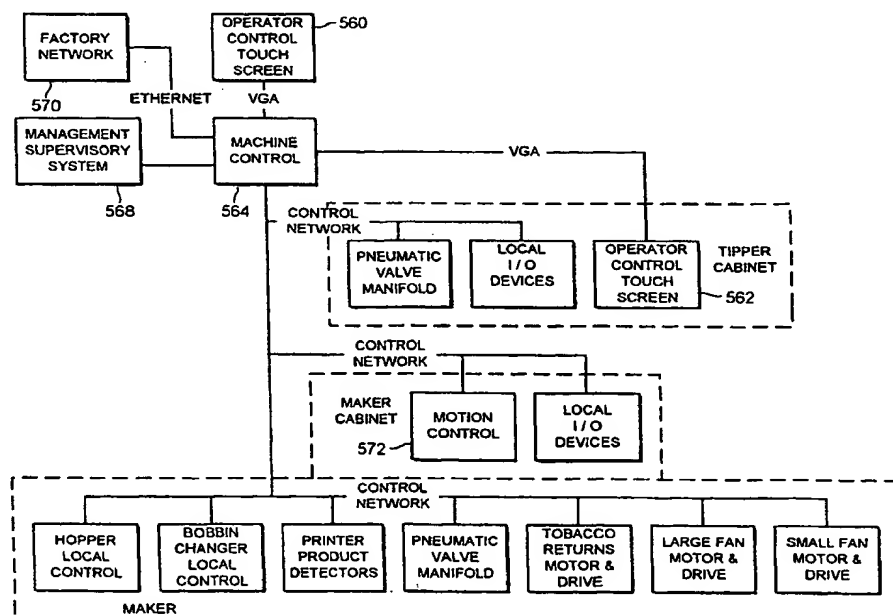 FACTORY
NETWORK
570
OPERATOR
CONTROL
TOUCH
SCREEN
560
ETHERNET
VGA
MANAGEMENT
SUPERVISORY
SYSTEM
568
MACHINE
CONTROL
564
VGA
CONTROL
NETWORK
PNEUMATIC
VALVE
MANIFOLD
LOCAL
I / O
DEVICES
OPERATOR
CONTROL
TOUCH
SCREEN
562
TIPPER
CABINET
CONTROL
NETWORK
MAKER
CABINET
572
MOTION
CONTROL
LOCAL
I / O
DEVICES
CONTROL
NETWORK
HOPPER
LOCAL
CONTROL
BOBBIN
CHANGER
LOCAL
CONTROL
PRINTER
PRODUCT
DETECTORS
PNEUMATIC
VALVE
MANIFOLD
TOBACCO
RETURNS
MOTOR &
DRIVE
LARGE FAN
MOTOR &
DRIVE
SMALL FAN
MOTOR &
DRIVE
MAKER